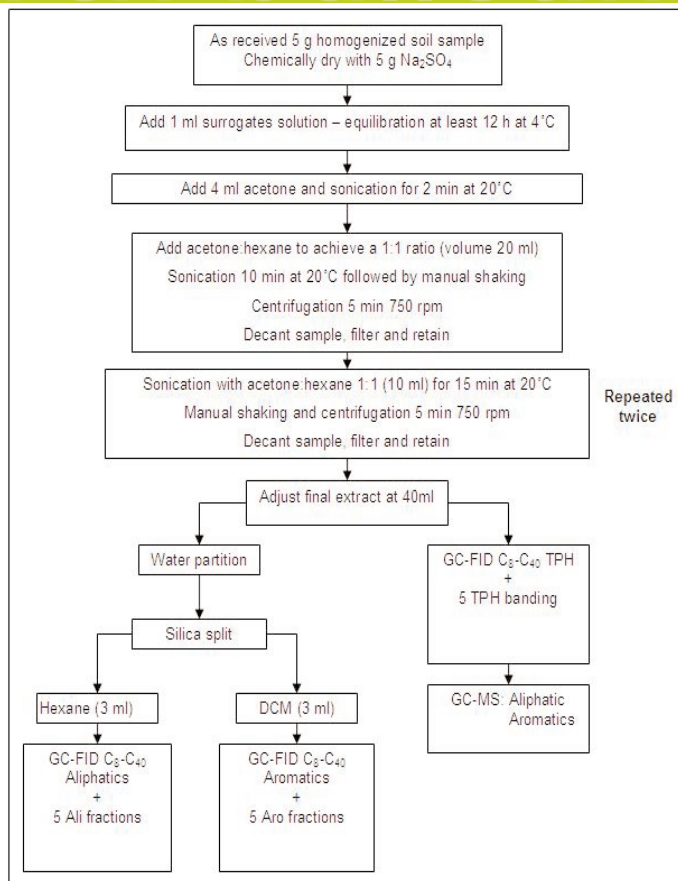 As received 5 g homogenized soil sample
Chemically dry with 5 g Na₂SO₄
Add 1 ml surrogates solution – equilibration at least 12 h at 4˚C
Add 4 ml acetone and sonication for 2 min at 20˚C
Add acetone:hexane to achieve a 1:1 ratio (volume 20 ml)
Sonication 10 min at 20˚C followed by manual shaking
Centrifugation 5 min 750 rpm
Decant sample, filter and retain
Sonication with acetone:hexane 1:1 (10 ml) for 15 min at 20˚C
Manual shaking and centrifugation 5 min 750 rpm
Decant sample, filter and retain
Repeated
twice
Adjust final extract at 40ml
Water partition
Silica split
Hexane (3 ml)
GC-FID C₈-C₄₀
Aliphatics
+
5 Ali fractions
DCM (3 ml)
GC-FID C₈-C₄₀
Aromatics
+
5 Aro fractions
GC-FID C₈-C₄₀ TPH
+
5 TPH banding
GC-MS: Aliphatic
Aromatics